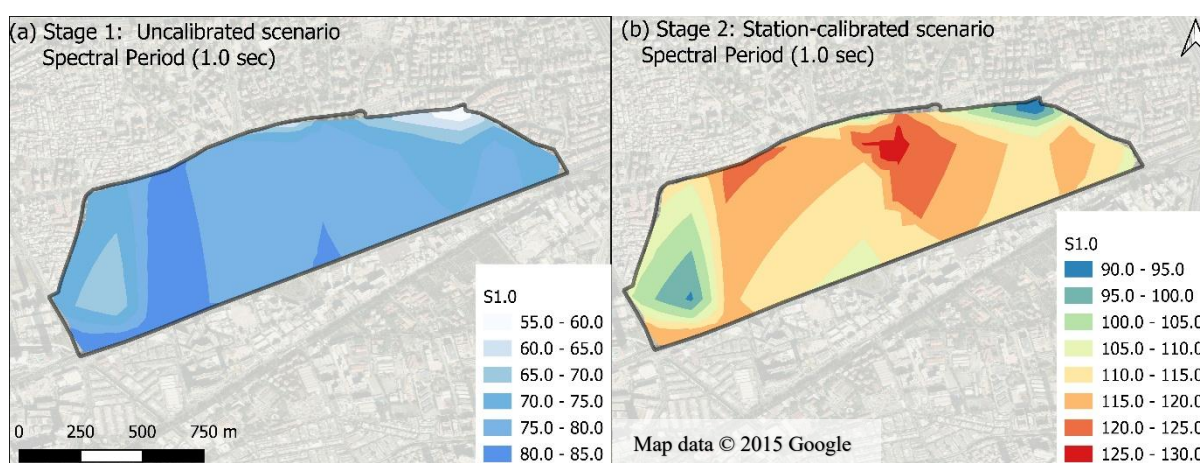 (a) Stage 1: Uncalibrated scenario
Spectral Period (1.0 sec)
S1.0
55.0 - 60.0
60.0 - 65.0
65.0 - 70.0
70.0 - 75.0
75.0 - 80.0
80.0 - 85.0
0 250 500 750 m
(b) Stage 2: Station-calibrated scenario
Spectral Period (1.0 sec)
S1.0
90.0 - 95.0
95.0 - 100.0
100.0 - 105.0
105.0 - 110.0
110.0 - 115.0
115.0 - 120.0
120.0 - 125.0
125.0 - 130.0
Map data © 2015 Google